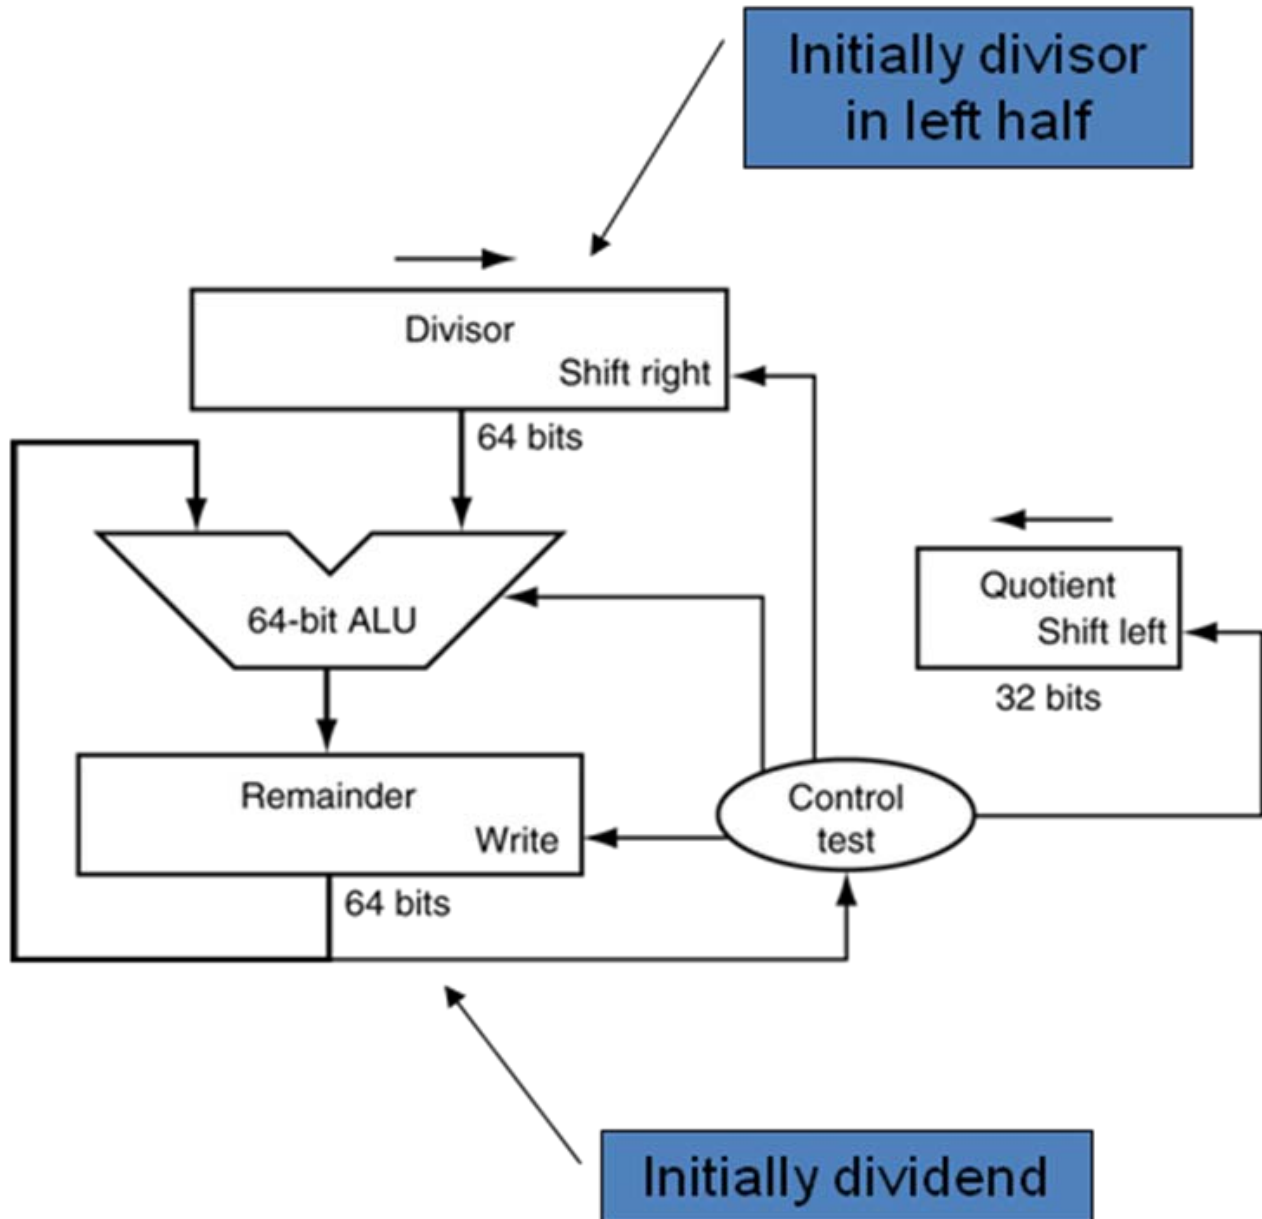 Initially divisor
in left half
Divisor
Shift right
64 bits
64-bit ALU
Quotient
Shift left
32 bits
Remainder
Write
Control
test
64 bits
Initially dividend